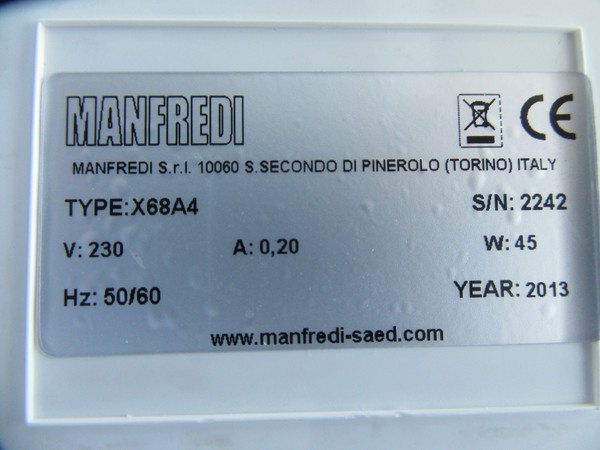 MANFREDI
CE
MANFREDI S.r.l. 10060 S.SECONDO DI PINEROLO (TORINO) ITALY
TYPE:X68A4 S/N: 2242
V: 230 A: 0,20 W: 45
Hz: 50/60 YEAR: 2013
www.manfredi-saed.com